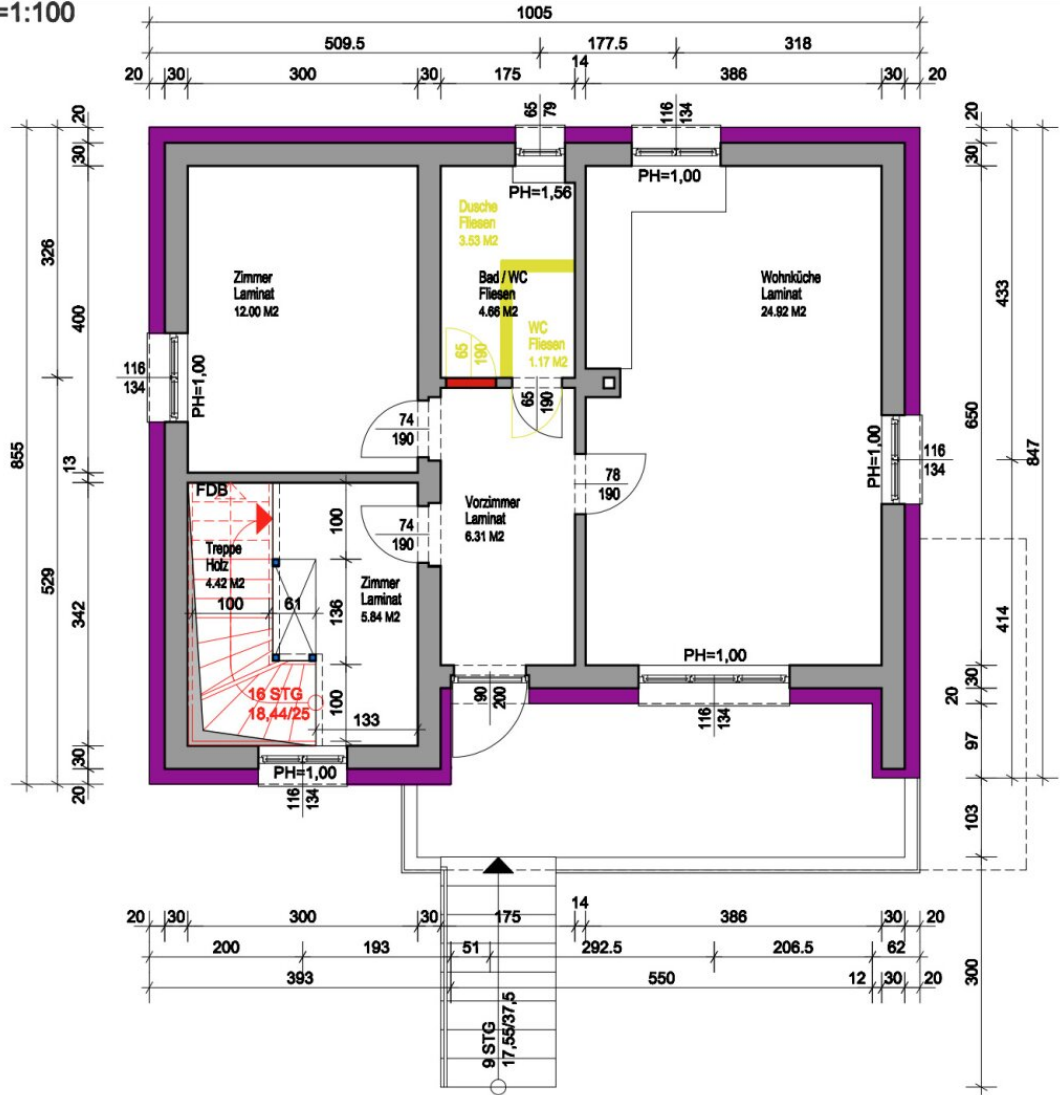 =1:100
1005
509.5 177.5 318
20 30 300 30 175 14 386 30 20
65
79
116
134
20
30
326
400
855
13
529
342
30
20
20
30
433
650
847
414
30
20
97
103
300
PH=1,56
PH=1,00
Dusche
Fliesen
3.53 M2
Zimmer
Laminat
12.00 M2
Bad / WC
Fliesen
4.66 M2
Wohnküche
Laminat
24.92 M2
WC
Fliesen
1.17 M2
65
190
116
134
PH=1,00
65
190
74
190
PH=1,00
116
134
78
190
FDB
100
74
190
Vorzimmer
Laminat
6.31 M2
Treppe
Holz
4.42 M2
Zimmer
Laminat
5.84 M2
100 61
136
PH=1,00
16 STG
18,44/25
100
133
90
200
116
134
PH=1,00
116
134
20 30 300 30 175 14 386 30 20
200 193 51 292.5 206.5 62
393 550 12 30 20
9 STG
17,55/37,5